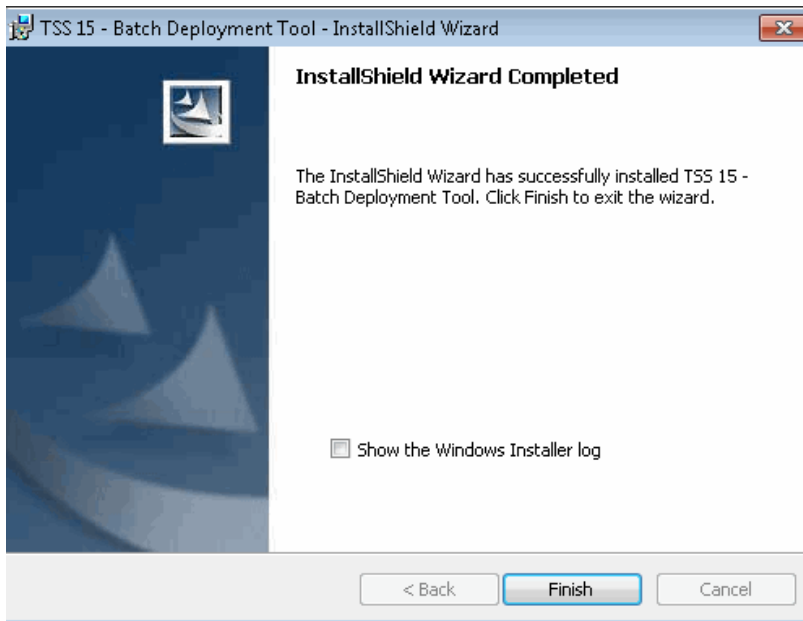 TSS 15 - Batch Deployment Tool - InstallShield Wizard
InstallShield Wizard Completed
The InstallShield Wizard has successfully installed TSS 15 -
Batch Deployment Tool. Click Finish to exit the wizard.
Show the Windows Installer log
< Back
Finish
Cancel